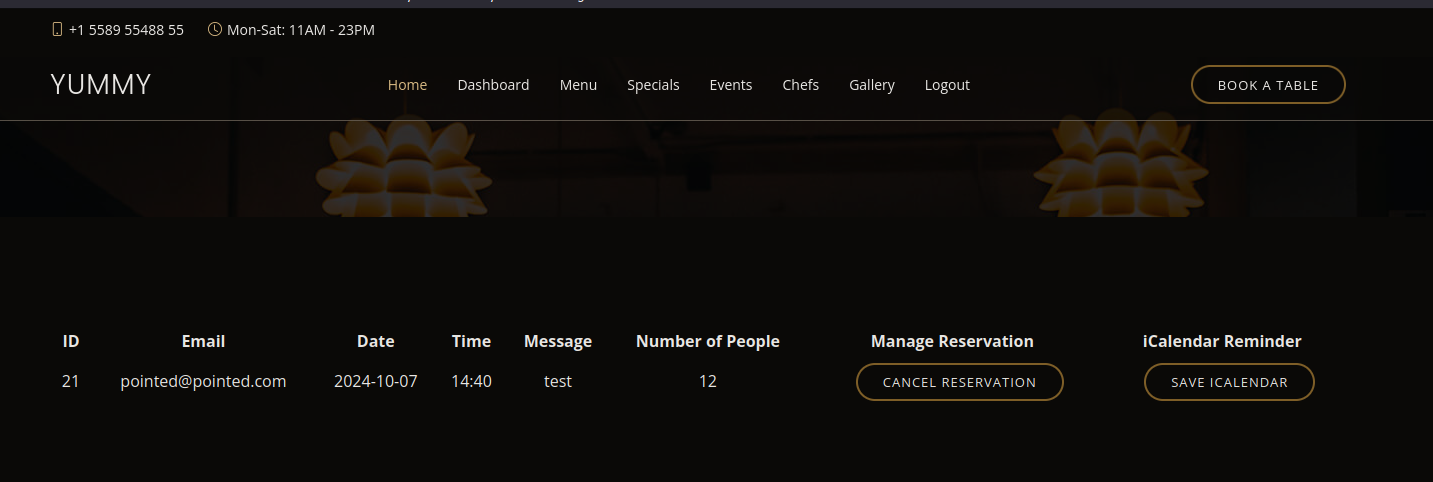 +1 5589 55488 55 Mon-Sat: 11AM - 23PM
YUMMY Home Dashboard Menu Specials Events Chefs Gallery Logout BOOK A TABLE
ID Email Date Time Message Number of People Manage Reservation iCalendar Reminder
21 pointed@pointed.com 2024-10-07 14:40 test 12 CANCEL RESERVATION SAVE ICALENDAR